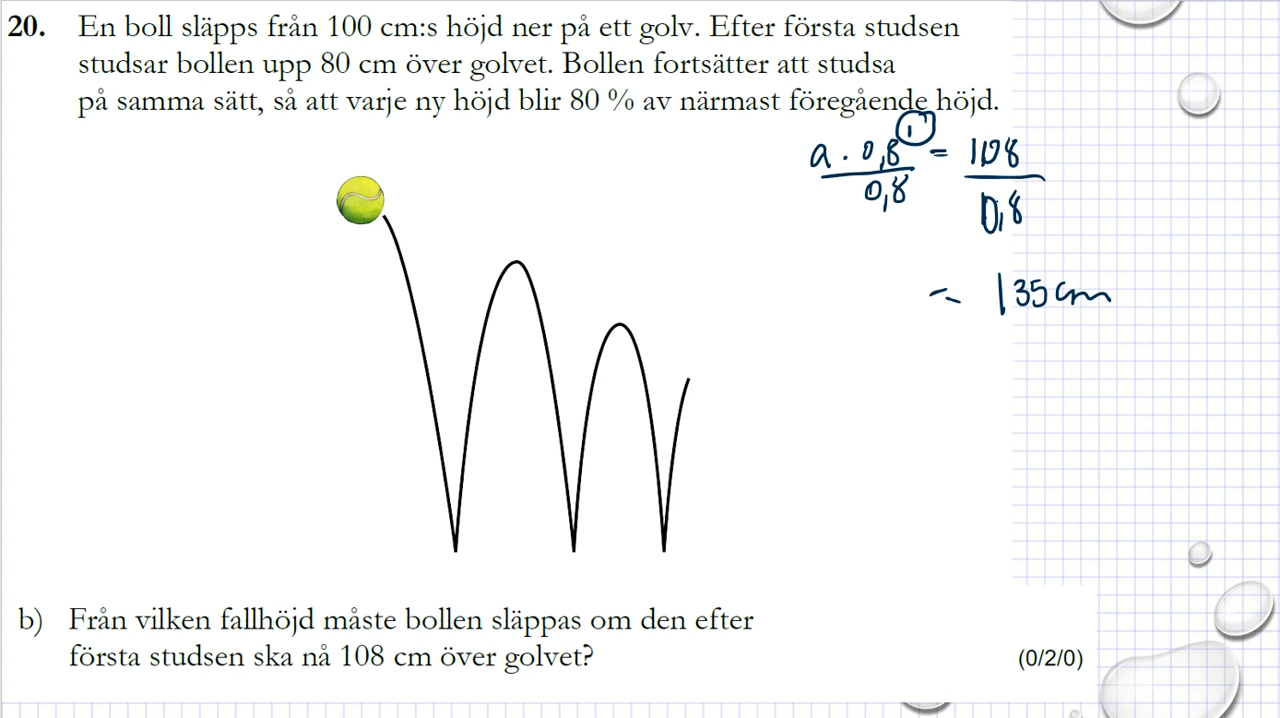 20. En boll släpps från 100 cm:s höjd ner på ett golv. Efter första studsen
studsar bollen upp 80 cm över golvet. Bollen fortsätter att studsa
på samma sätt, så att varje ny höjd blir 80 % av närmast föregående höjd.
a · 0,8¹ = 108
0,8 0,8
= 135 cm
b) Från vilken fallhöjd måste bollen släppas om den efter
första studsen ska nå 108 cm över golvet?
(0/2/0)